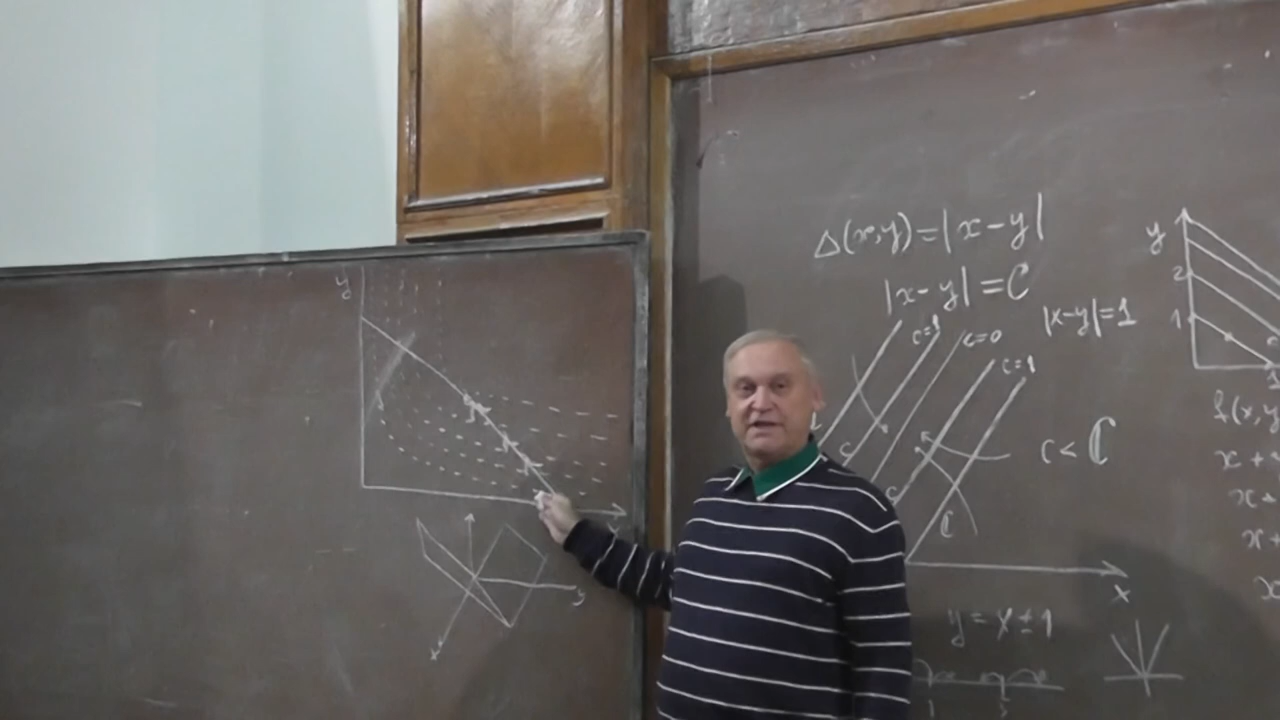 y
Δ(x,y)=|x-y|
|x-y|=C
|x-y|=1
c=1
c=0
c=1
c
c
c
C
c<C
x
y=x±1
y
2
1
f(x,y
x+
x+
x+
x
y
x